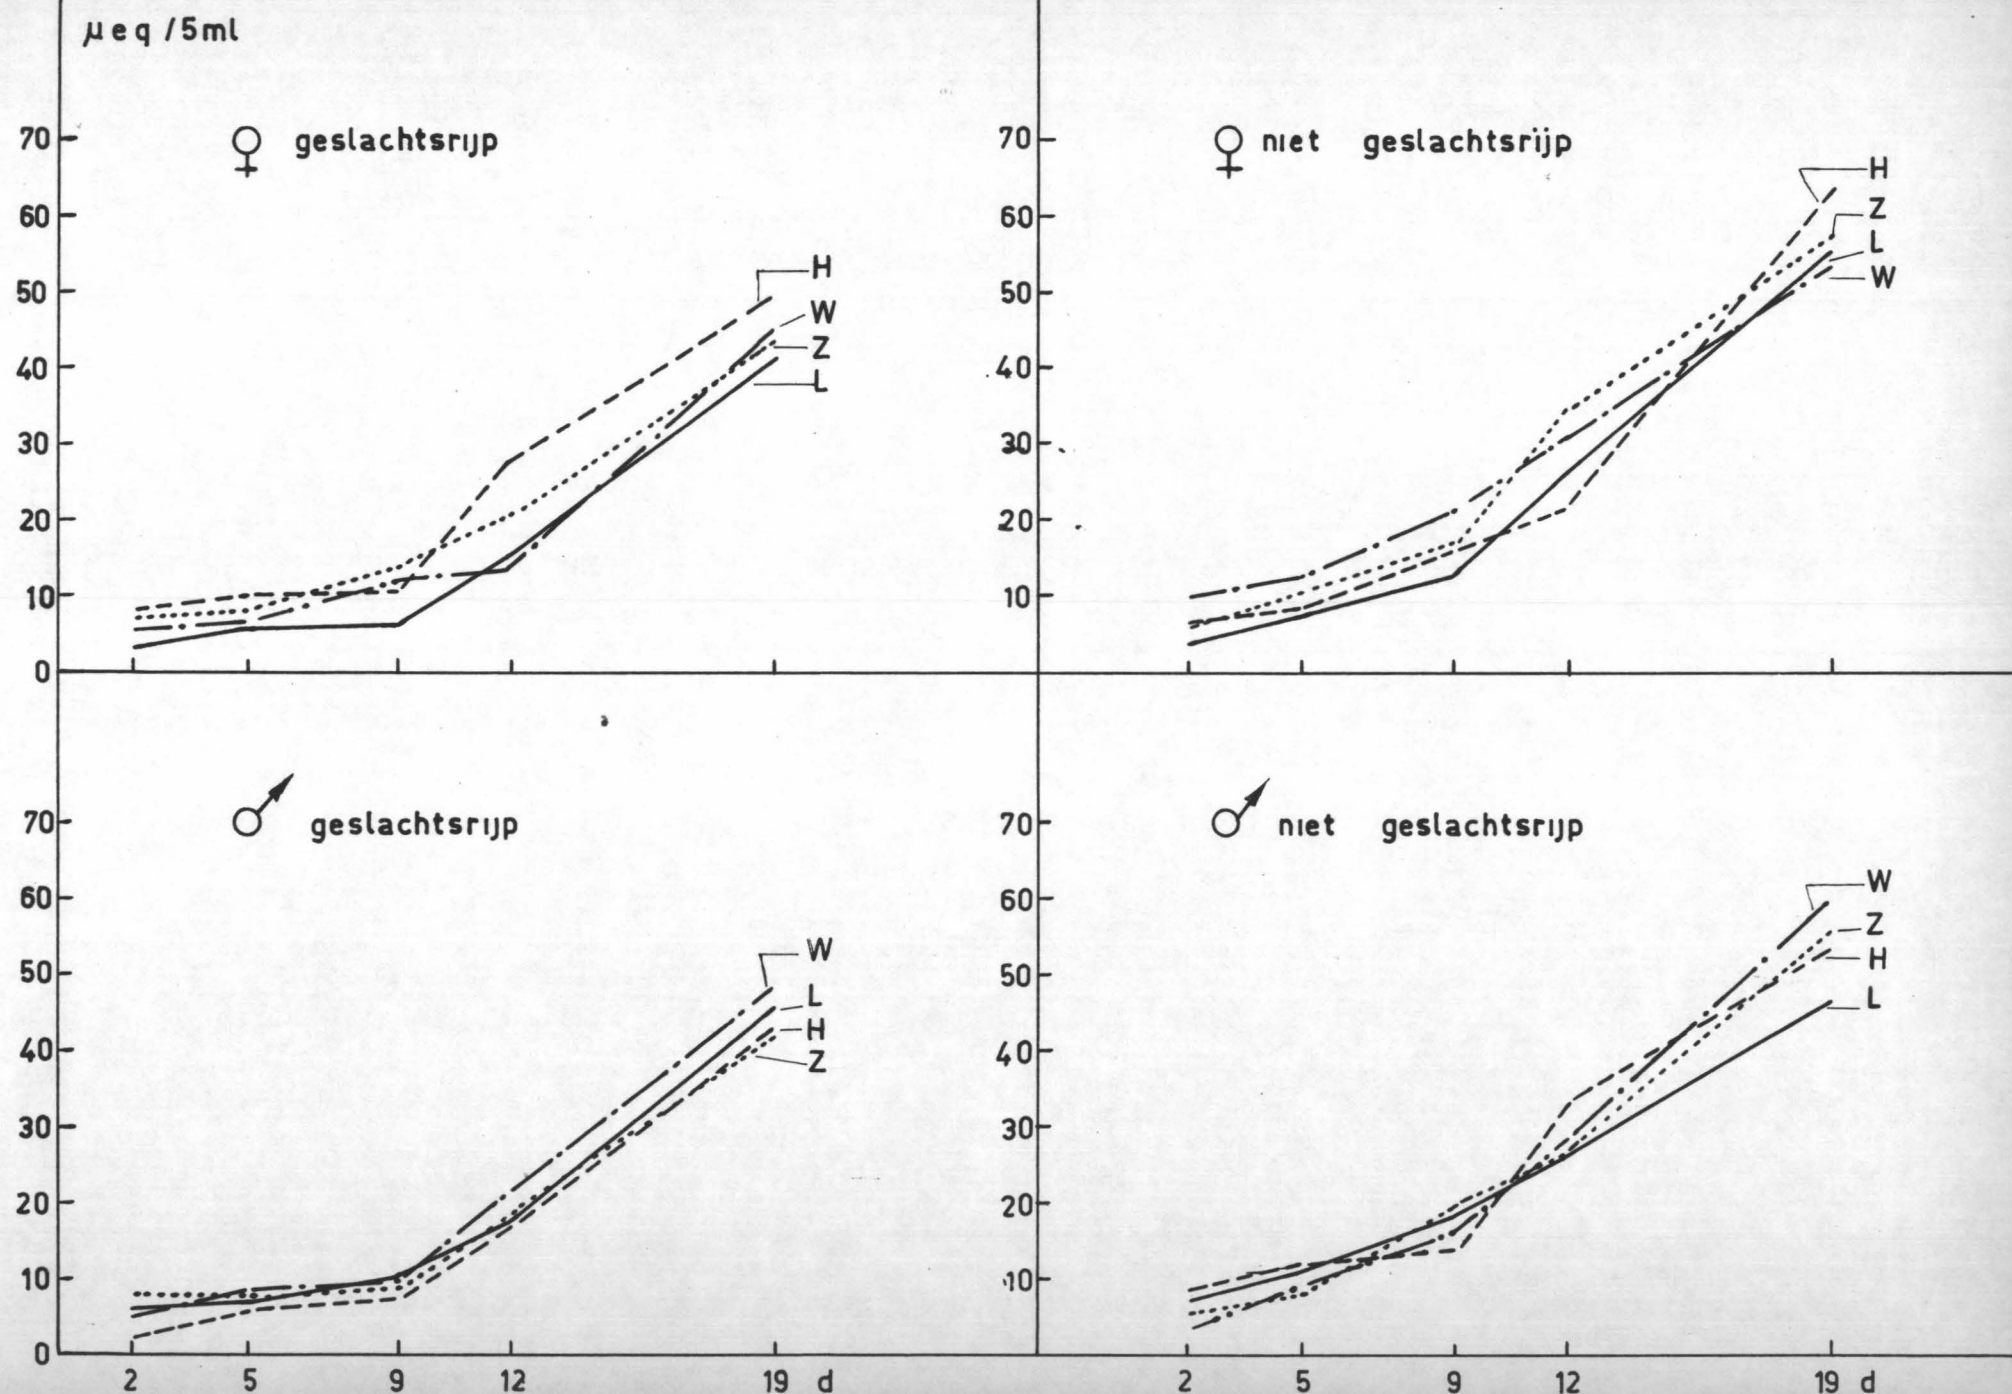 μeq/5ml
70
60
50
40
30
20
10
0
♀ geslachtsrijp
H
W
Z
L
70
60
50
40
30
20
10
♀ niet geslachtsrijp
H
Z
L
W
70
60
50
40
30
20
10
0
♂ geslachtsrijp
W
L
H
Z
2 5 9 12 19 d
70
60
50
40
30
20
10
♂ niet geslachtsrijp
W
Z
H
L
2 5 9 12 19 d